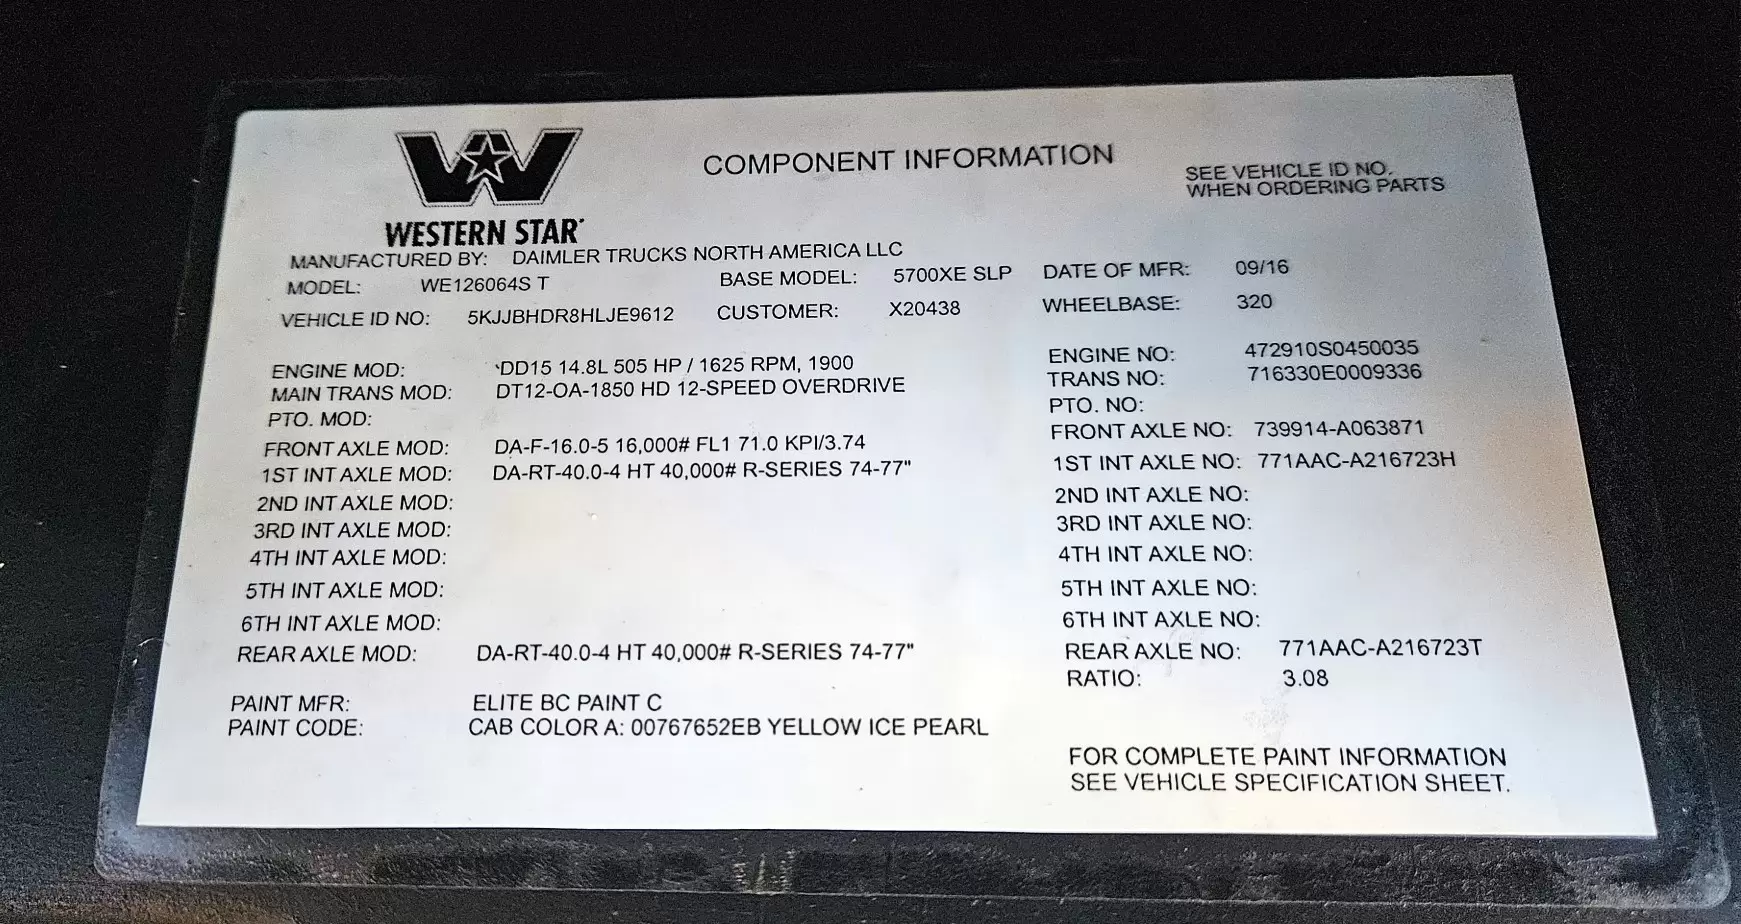 COMPONENT INFORMATION
SEE VEHICLE ID NO.
WHEN ORDERING PARTS
WESTERN STAR
MANUFACTURED BY: DAIMLER TRUCKS NORTH AMERICA LLC
MODEL: WE126064S T BASE MODEL: 5700XE SLP DATE OF MFR: 09/16
VEHICLE ID NO: 5KJJBHDR8HLJE9612 CUSTOMER: X20438 WHEELBASE: 320
ENGINE MOD: DD15 14.8L 505 HP / 1625 RPM, 1900 ENGINE NO: 472910S0450035
MAIN TRANS MOD: DT12-OA-1850 HD 12-SPEED OVERDRIVE TRANS NO: 716330E0009336
PTO. MOD: PTO. NO:
FRONT AXLE MOD: DA-F-16.0-5 16,000# FL1 71.0 KPI/3.74 FRONT AXLE NO: 739914-A063871
1ST INT AXLE MOD: DA-RT-40.0-4 HT 40,000# R-SERIES 74-77" 1ST INT AXLE NO: 771AAC-A216723H
2ND INT AXLE MOD: 2ND INT AXLE NO:
3RD INT AXLE MOD: 3RD INT AXLE NO:
4TH INT AXLE MOD: 4TH INT AXLE NO:
5TH INT AXLE MOD: 5TH INT AXLE NO:
6TH INT AXLE MOD: 6TH INT AXLE NO:
REAR AXLE MOD: DA-RT-40.0-4 HT 40,000# R-SERIES 74-77" REAR AXLE NO: 771AAC-A216723T
RATIO: 3.08
PAINT MFR: ELITE BC PAINT C
PAINT CODE: CAB COLOR A: 00767652EB YELLOW ICE PEARL
FOR COMPLETE PAINT INFORMATION
SEE VEHICLE SPECIFICATION SHEET.